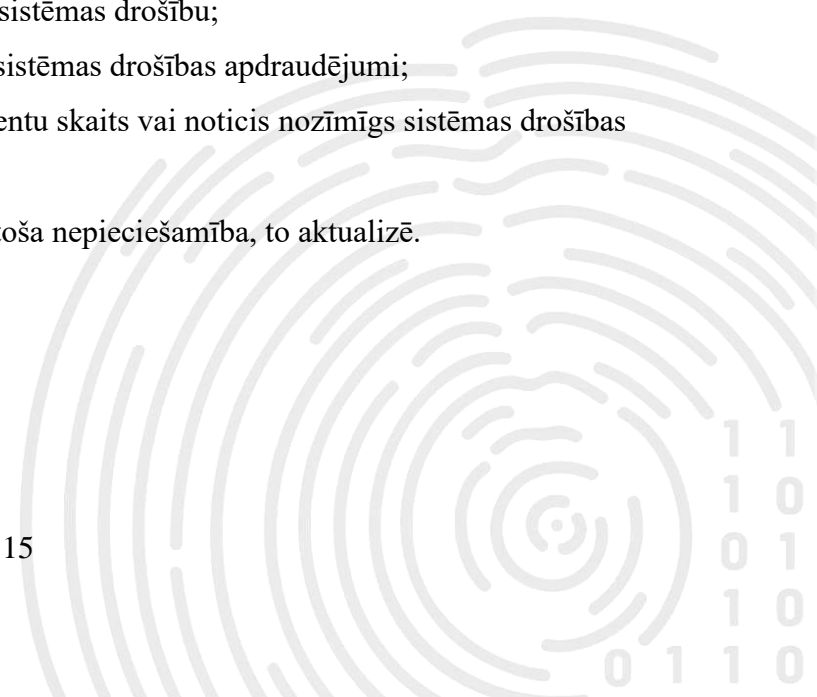 sistēmas drošību;
sistēmas drošības apdraudējumi;
entu skaits vai noticis nozīmīgs sistēmas drošības
toša nepieciešamība, to aktualizē.
15
1 1
1 0
0 1
1 0
0 1 1 0